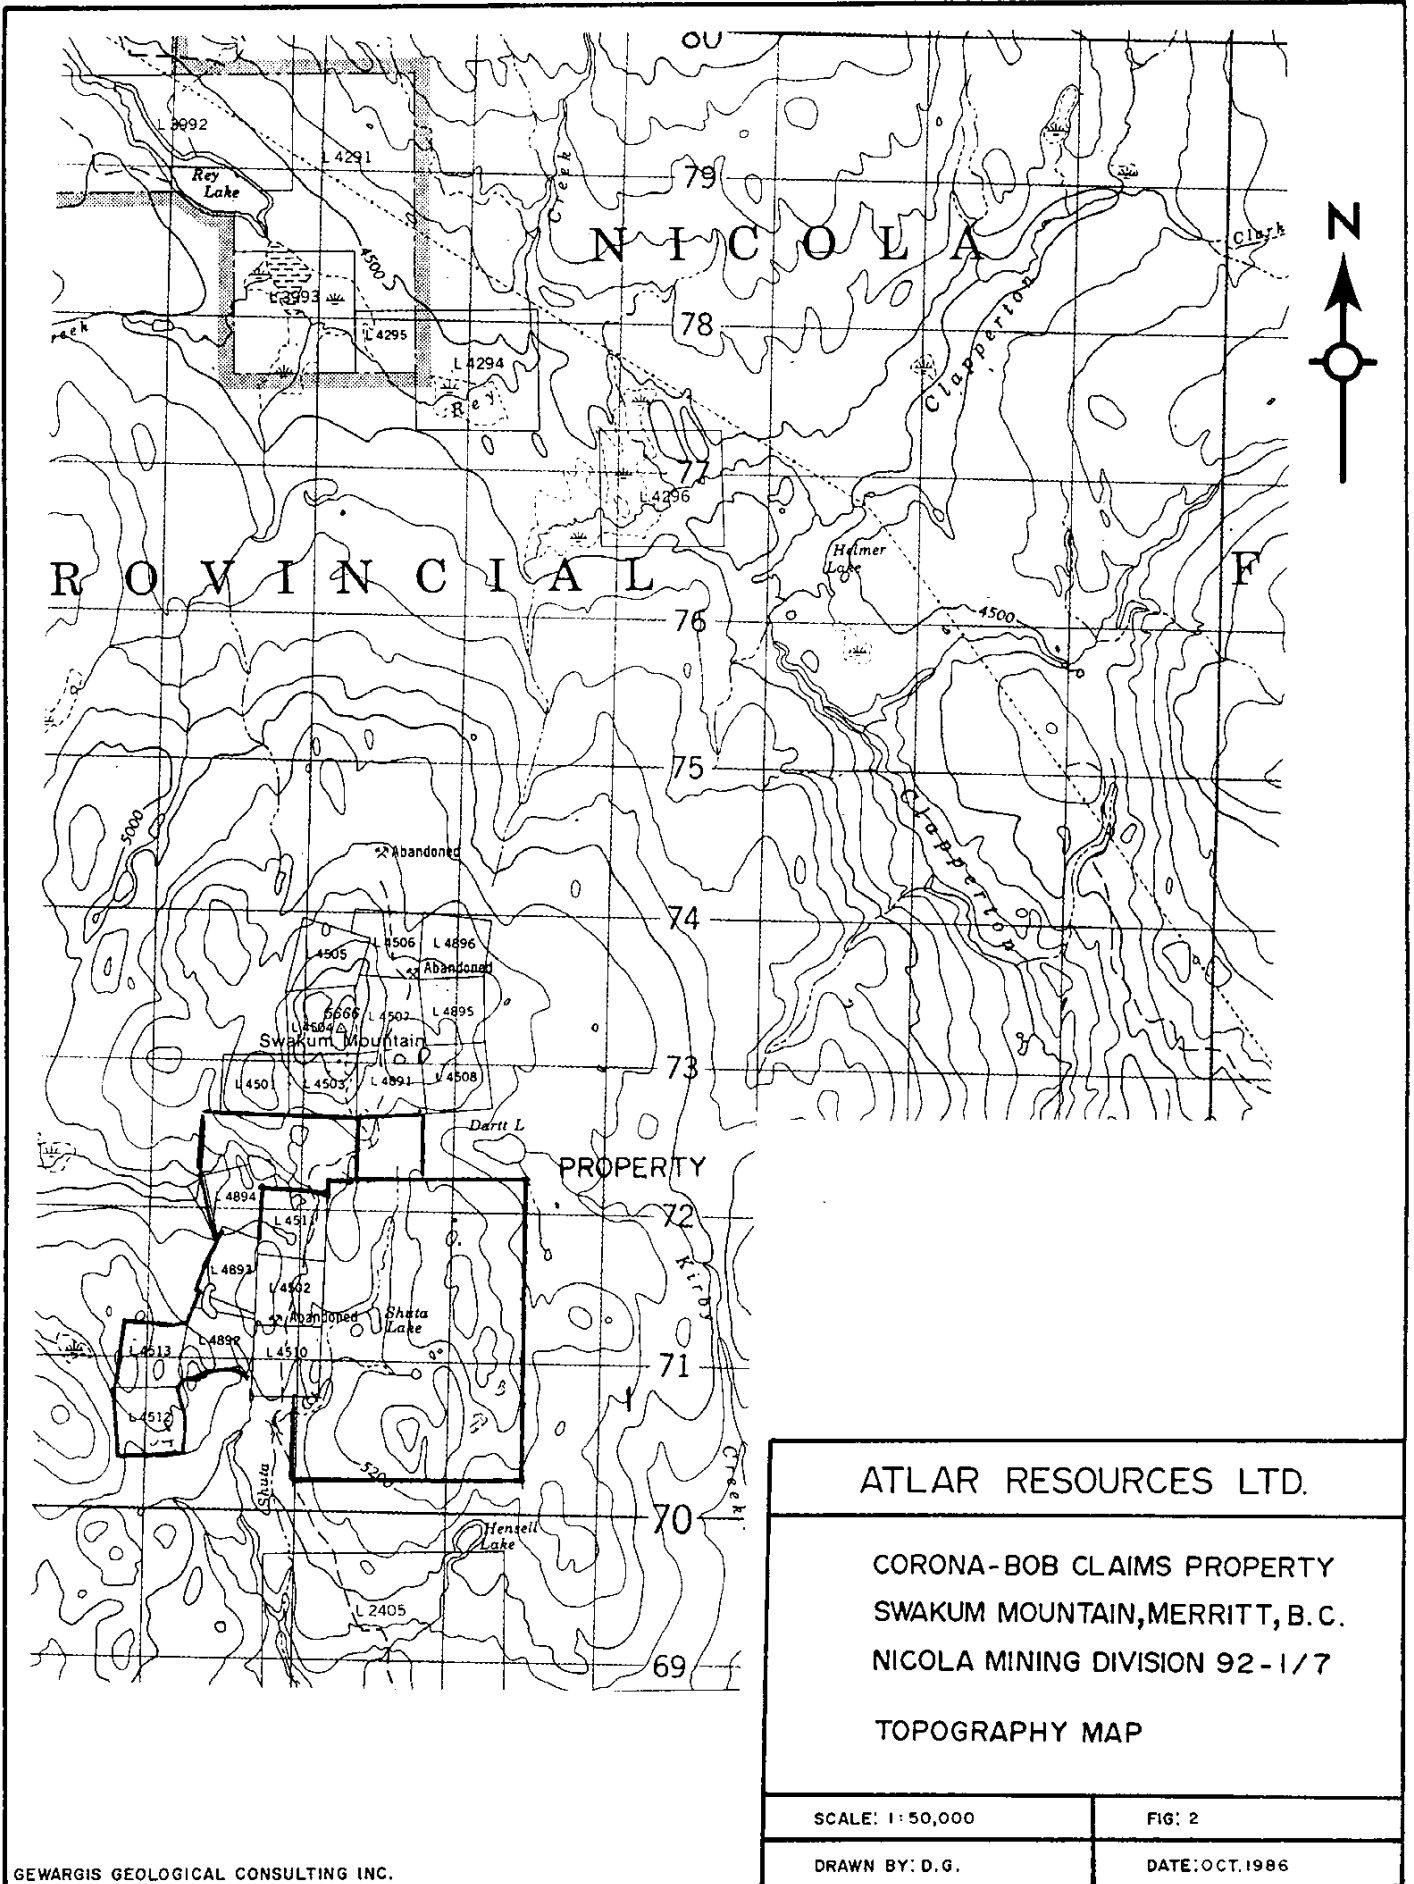 80
L 3992
L 4291
Rey
Lake
79
Creek
NICOLA
Clark
N
4500
L 3993
78
eek
L 4295
L 4294
Rey
Clapperton
77
L 4296
Helmer
Lake
ROVINCIAL
F
76
4500
75
5000
Clapperton
Abandoned
74
L 4505
L 4506
L 4896
Abandoned
5666
L 4504
L 4507
L 4895
Swakum Mountain
73
L 450
L 4503
L 4891
L 4508
Dartt L
PROPERTY
L 4894
L 4511
72
L 4893
L 4502
Kirby
Abandoned
Shuta
Lake
L 4513
L 4892
L 4510
71
L 4512
5200
Shuta
Creek
70
Hensell
Lake
L 2405
69
ATLAR RESOURCES LTD.
CORONA-BOB CLAIMS PROPERTY
SWAKUM MOUNTAIN, MERRITT, B.C.
NICOLA MINING DIVISION 92-I/7
TOPOGRAPHY MAP
SCALE: 1:50,000
FIG: 2
DRAWN BY: D.G.
DATE: OCT. 1986
GEWARGIS GEOLOGICAL CONSULTING INC.